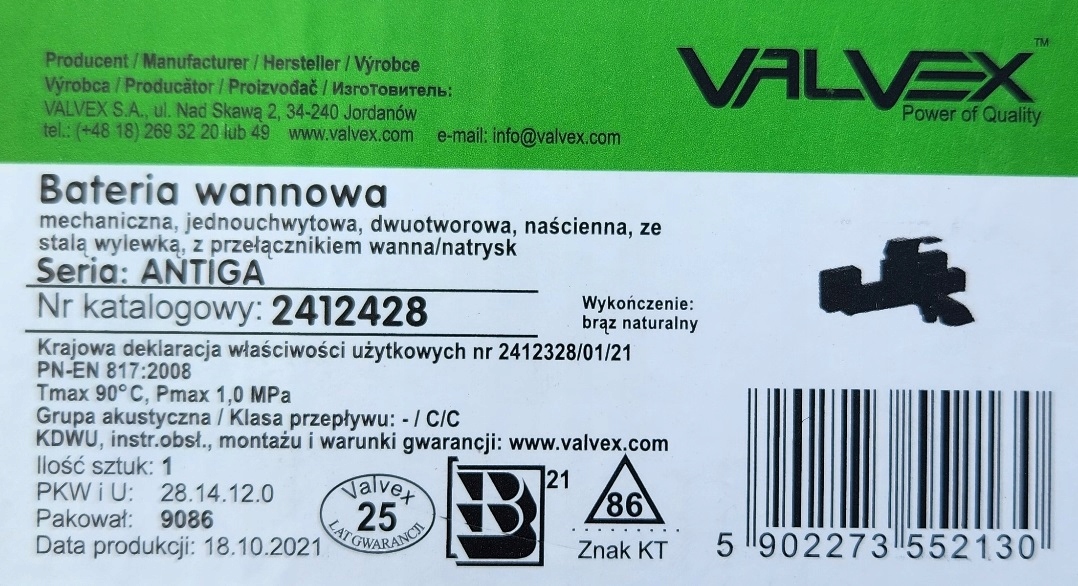 Producent / Manufacturer / Hersteller / Výrobce
Výrobca / Producător / Proizvođač / Изготовитель:
VALVEX S.A., ul. Nad Skawą 2, 34-240 Jordanów
tel.: (+48 18) 269 32 20 lub 49 www.valvex.com e-mail: info@valvex.com
VALVEX™
Power of Quality
Bateria wannowa
mechaniczna, jednouchwytowa, dwuotworowa, naścienna, ze
stałą wylewką, z przełącznikiem wanna/natrysk
Seria: ANTIGA
Nr katalogowy: 2412428
Wykończenie:
brąz naturalny
Krajowa deklaracja właściwości użytkowych nr 2412328/01/21
PN-EN 817:2008
Tmax 90°C, Pmax 1,0 MPa
Grupa akustyczna / Klasa przepływu: - / C/C
KDWU, instr.obsł., montażu i warunki gwarancji: www.valvex.com
Ilość sztuk: 1
PKW i U: 28.14.12.0
Pakował: 9086
Data produkcji: 18.10.2021
Valvex
25
LAT GWARANCJI
B 21
86
Znak KT
5 902273 552130